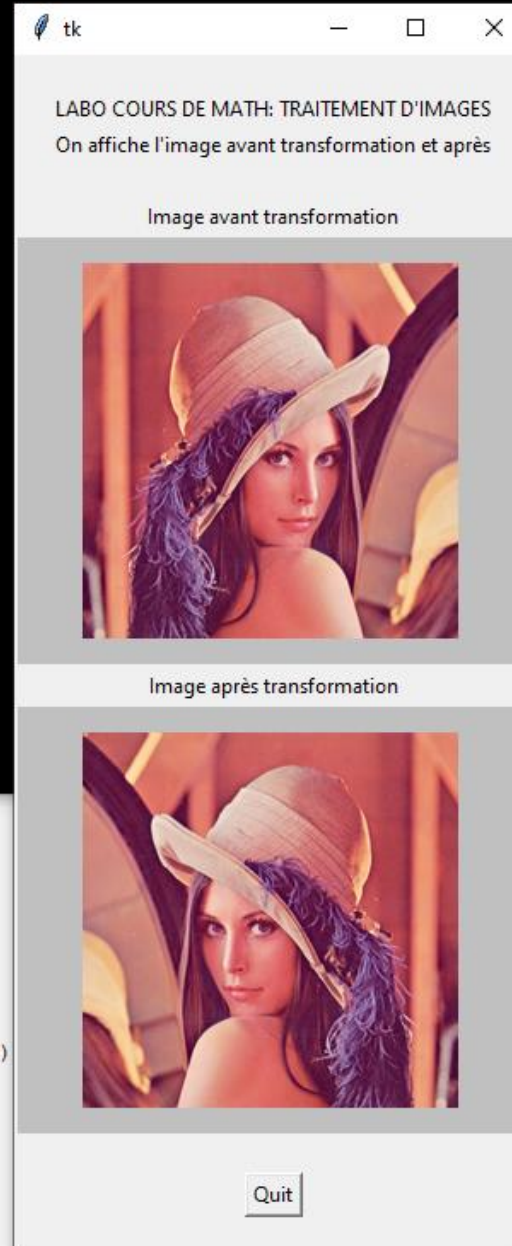 tk
LABO COURS DE MATH: TRAITEMENT D'IMAGES
On affiche l'image avant transformation et après
Image avant transformation
Image après transformation
)
Quit